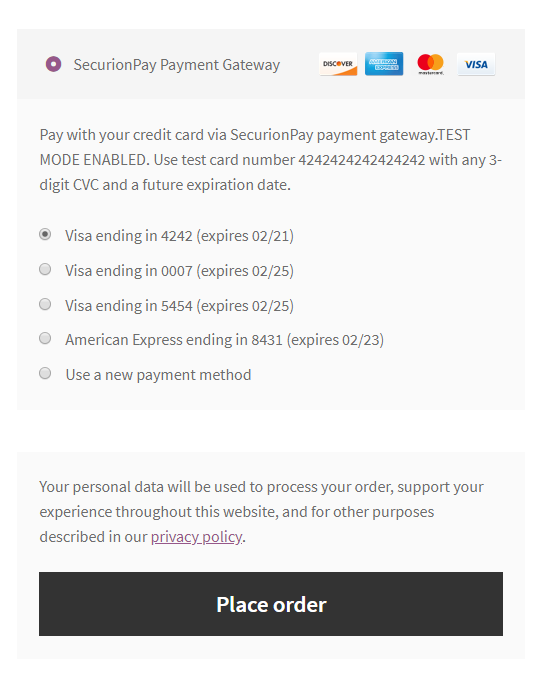 SecurionPay Payment Gateway
DISCOVER
AMERICAN EXPRESS
mastercard.
VISA
Pay with your credit card via SecurionPay payment gateway.TEST
MODE ENABLED. Use test card number 4242424242424242 with any 3-
digit CVC and a future expiration date.
Visa ending in 4242 (expires 02/21)
Visa ending in 0007 (expires 02/25)
Visa ending in 5454 (expires 02/25)
American Express ending in 8431 (expires 02/23)
Use a new payment method
Your personal data will be used to process your order, support your
experience throughout this website, and for other purposes
described in our privacy policy.
Place order